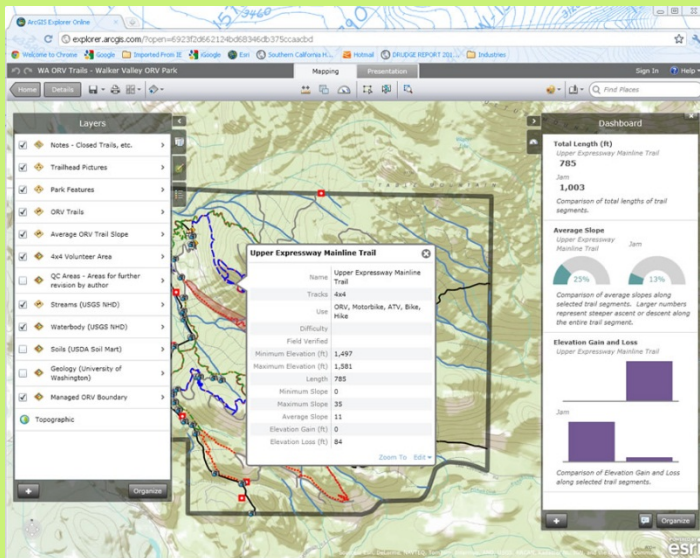 ArcGIS Explorer Online
explorer.arcgis.com/?open=6923f2d662124bd68346db375ccaacbd
Welcome to Chrome Google Imported From IE iGoogle Esri Southern California H... Hotmail DRUDGE REPORT 201... Industries
WA ORV Trails - Walker Valley ORV Park
Mapping Presentation
Sign In Help
Home Details
Find Places
Layers
Notes - Closed Trails, etc.
Trailhead Pictures
Park Features
ORV Trails
Average ORV Trail Slope
4x4 Volunteer Area
QC Areas - Areas for further
revision by author
Streams (USGS NHD)
Waterbody (USGS NHD)
Soils (USDA Soil Mart)
Geology (University of
Washington)
Managed ORV Boundary
Topographic
Organize
Upper Expressway Mainline Trail
Name Upper Expressway Mainline
Trail
Tracks 4x4
Use ORV, Motorbike, ATV, Bike,
Hike
Difficulty
Field Verified
Minimum Elevation (ft) 1,497
Maximum Elevation (ft) 1,581
Length 785
Minimum Slope 0
Maximum Slope 35
Average Slope 11
Elevation Gain (ft) 0
Elevation Loss (ft) 84
Zoom To Edit
Dashboard
Total Length (ft)
Upper Expressway Mainline Trail
785
Jam
1,003
Comparison of total lengths of trail
segments.
Average Slope
Upper Expressway
Mainline Trail
Jam
25% 13%
Comparison of average slopes along
selected trail segments. Larger numbers
represent steeper ascent or descent along
the entire trail segment.
Elevation Gain and Loss
Upper Expressway Mainline Trail
Jam
Comparison of Elevation Gain and Loss
along selected trail segments.
Organize
esri